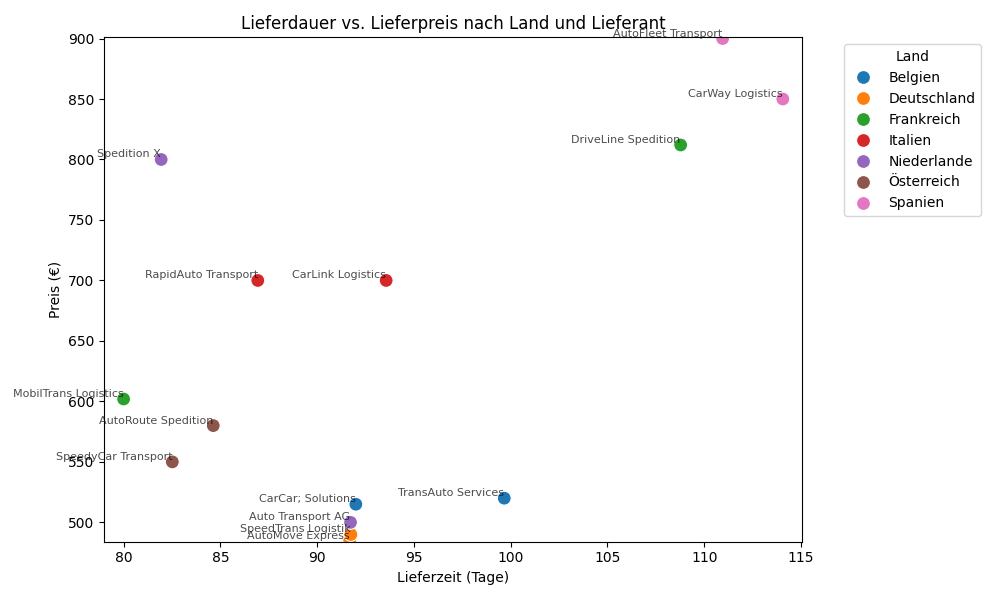 Lieferdauer vs. Lieferpreis nach Land und Lieferant
900
850
800
750
700
650
600
550
500
Preis (€)
AutoFleet Transport
CarWay Logistics
DriveLine Spedition
Spedition X
RapidAuto Transport
CarLink Logistics
MobilTrans Logistics
AutoRoute Spedition
SpeedyCar Transport
TransAuto Services
CarCar; Solutions
Auto Transport AG
SpeedTrans Logistik
AutoMove Express
80 85 90 95 100 105 110 115
Lieferzeit (Tage)
Land
Belgien
Deutschland
Frankreich
Italien
Niederlande
Österreich
Spanien